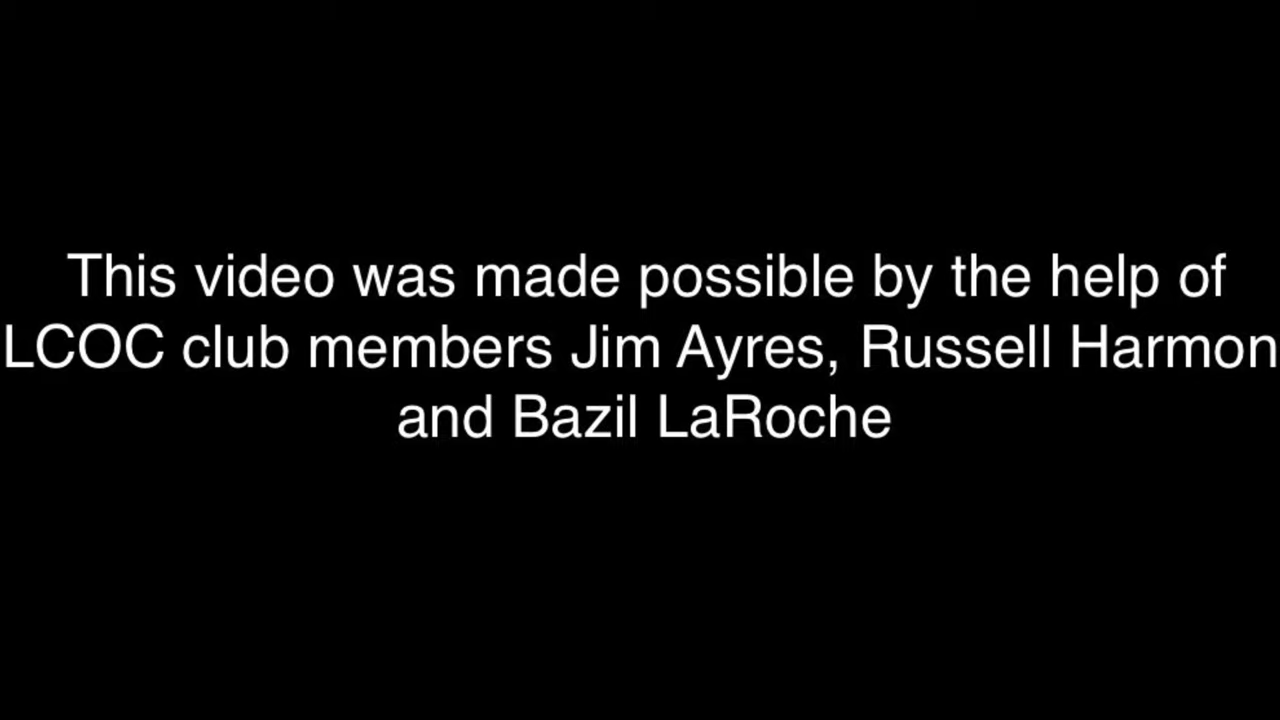 This video was made possible by the help of
LCOC club members Jim Ayres, Russell Harmon
and Bazil LaRoche